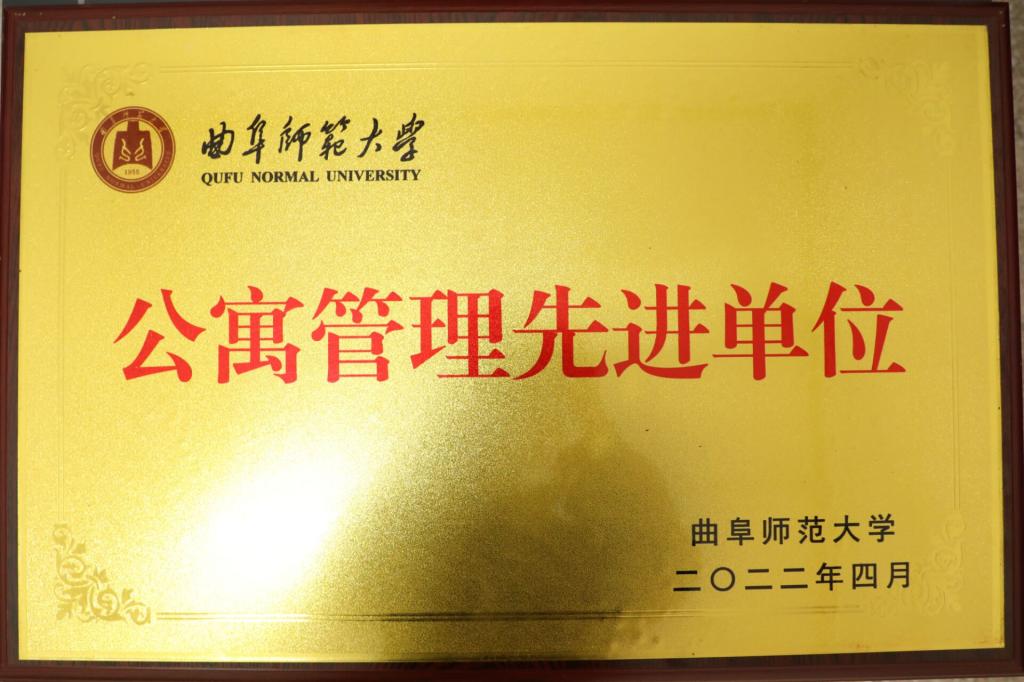 曲阜師範大學
QUFU NORMAL UNIVERSITY
1955
公寓管理先进单位
曲阜师范大学
二〇二二年四月